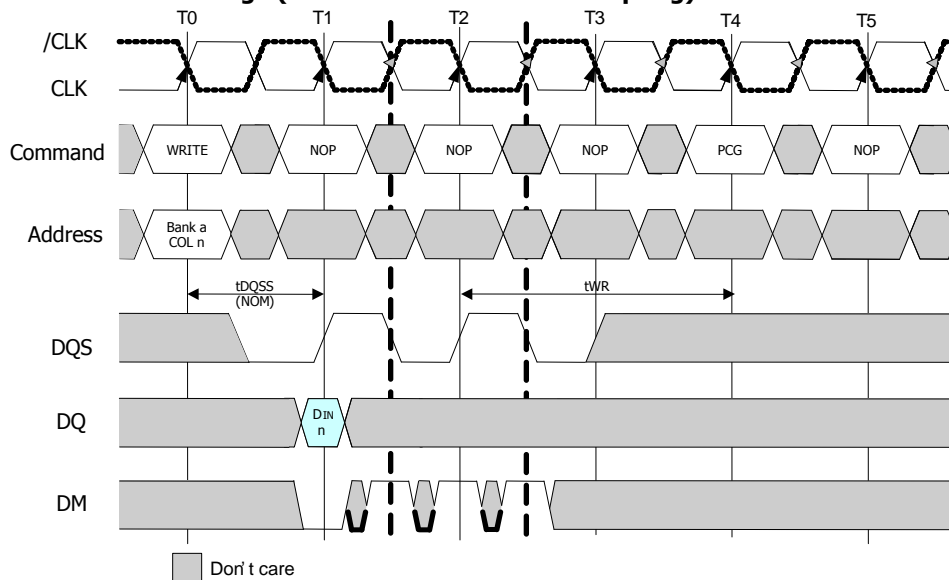 T0 T1 T2 T3 T4 T5
/CLK
CLK
Command WRITE NOP NOP NOP PCG NOP
Address Bank a
COL n
tDQSS
(NOM)
tWR
DQS
DQ DIN
n
DM
Don't care